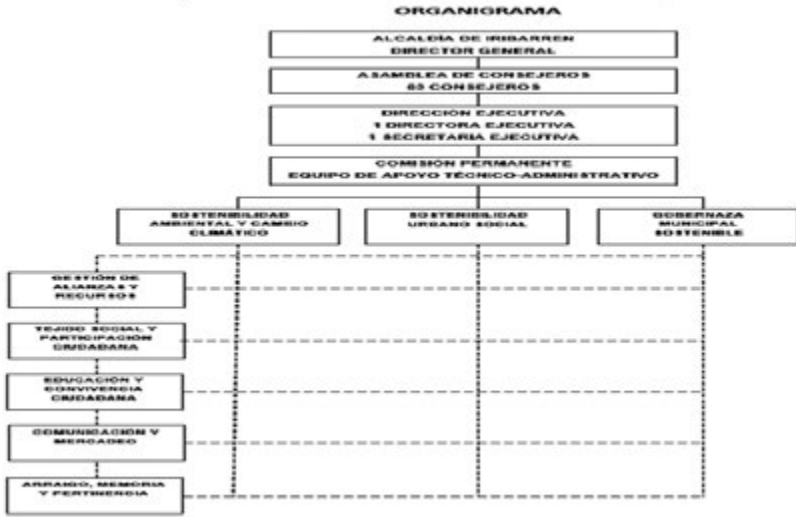 ORGANIGRAMA
ALCALDÍA DE IRIBARREN
DIRECTOR GENERAL
ASAMBLEA DE CONSEJEROS
63 CONSEJEROS
DIRECCIÓN EJECUTIVA
1 DIRECTORA EJECUTIVA
1 SECRETARIA EJECUTIVA
COMISIÓN PERMANENTE
EQUIPO DE APOYO TÉCNICO-ADMINISTRATIVO
SOSTENIBILIDAD
AMBIENTAL Y CAMBIO
CLIMÁTICO
SOSTENIBILIDAD
URBANO SOCIAL
GOBERNAZA
MUNICIPAL
SOSTENIBLE
GESTIÓN DE
ALIANZAS Y
RECURSOS
TEJIDO SOCIAL Y
PARTICIPACIÓN
CIUDADANA
EDUCACIÓN Y
CONVIVENCIA
CIUDADANA
COMUNICACIÓN Y
MERCADEO
ARRAIGO, MEMORIA
Y PERTINENCIA